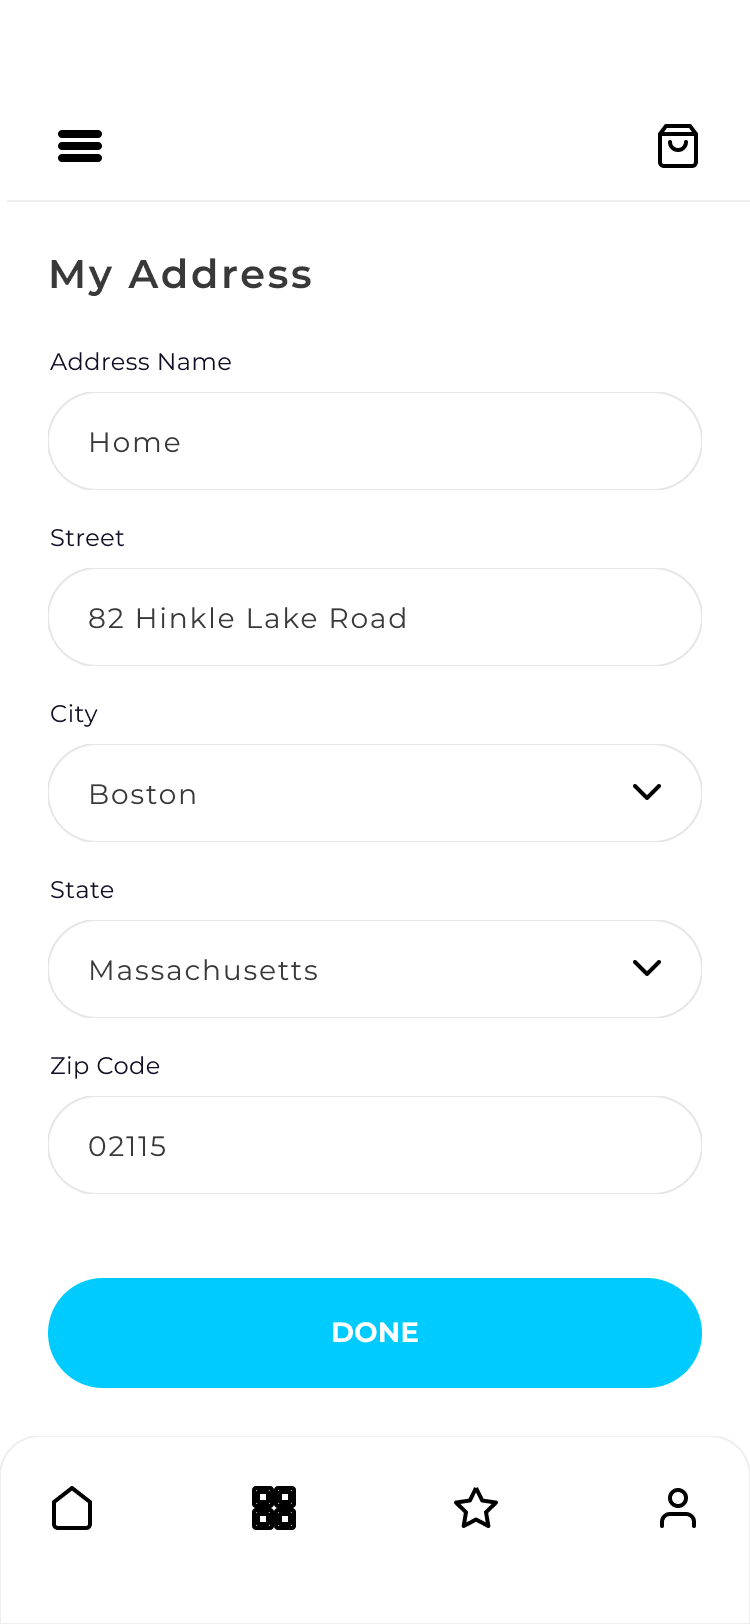 My Address
Address Name
Home
Street
82 Hinkle Lake Road
City
Boston
State
Massachusetts
Zip Code
02115
DONE